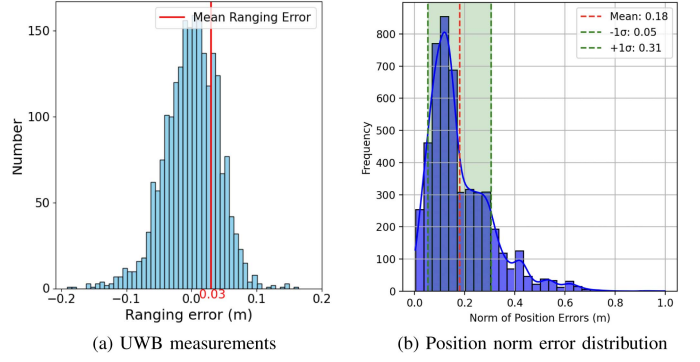 Mean Ranging Error
150
100
50
0
Number
−0.2 −0.1 0.0 0.1 0.2
0.03
Ranging error (m)
(a) UWB measurements
Mean: 0.18
-1σ: 0.05
+1σ: 0.31
800
700
600
500
400
300
200
100
0
Frequency
0.0 0.2 0.4 0.6 0.8 1.0
Norm of Position Errors (m)
(b) Position norm error distribution